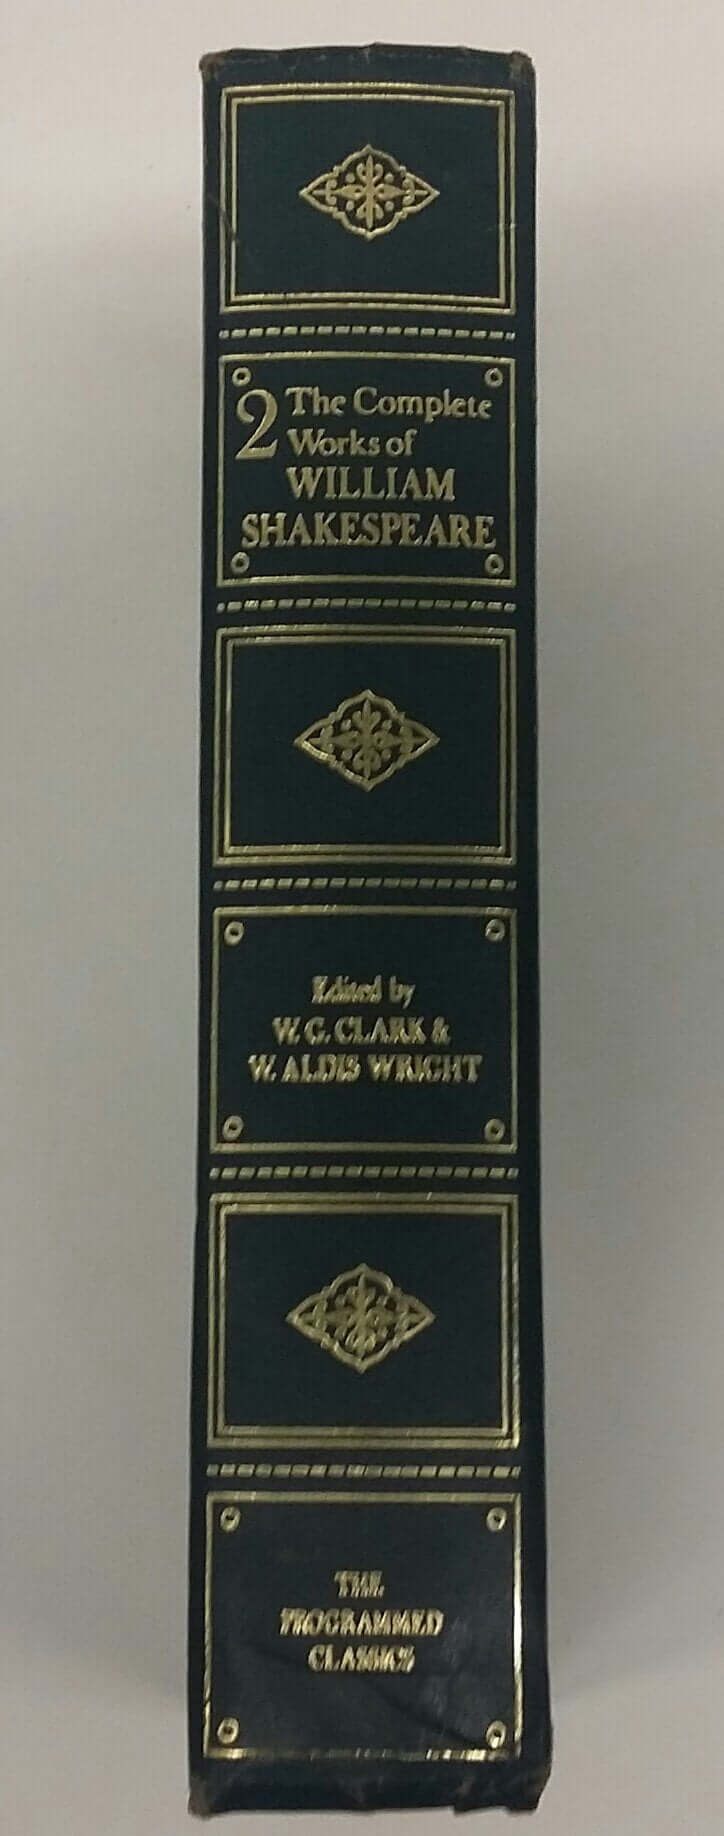 2 The Complete
Works of
WILLIAM
SHAKESPEARE
Edited by
W. G. CLARK &
W. ALDIS WRIGHT
THE
PROGRAMMED
CLASSICS